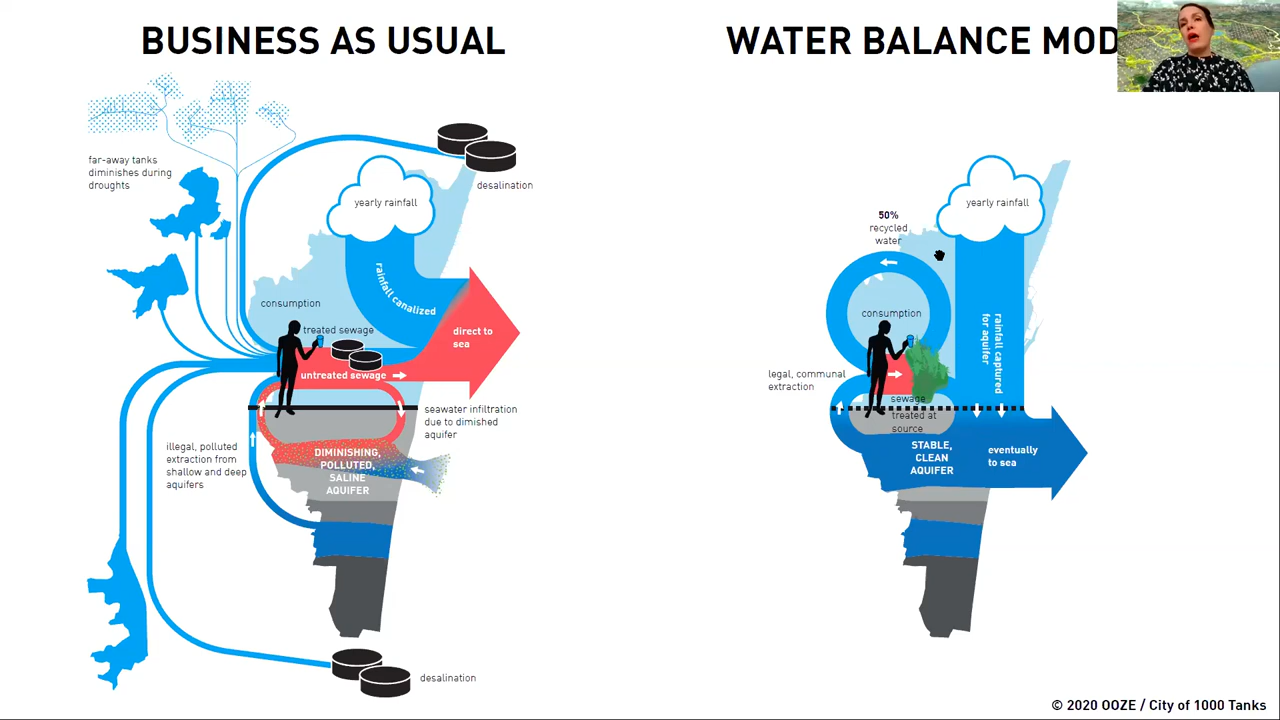 BUSINESS AS USUAL
far-away tanks
diminishes during
droughts
desalination
yearly rainfall
rainfall canalized
consumption
treated sewage
direct to
sea
untreated sewage
seawater infiltration
due to dimished
aquifer
illegal, polluted
extraction from
shallow and deep
aquifers
DIMINISHING,
POLLUTED,
SALINE
AQUIFER
desalination
WATER BALANCE MOD
yearly rainfall
50%
recycled
water
consumption
rainfall captured
for aquifer
legal, communal
extraction
sewage
treated at
source
STABLE,
CLEAN
AQUIFER
eventually
to sea
© 2020 OOZE / City of 1000 Tanks